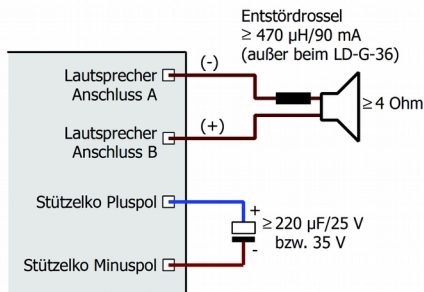 Entstördrossel
≥ 470 µH/90 mA
(außer beim LD-G-36)
Lautsprecher
Anschluss A
(-)
≥ 4 Ohm
Lautsprecher
Anschluss B
(+)
Stützelko Pluspol
+
≥ 220 µF/25 V
bzw. 35 V
-
Stützelko Minuspol